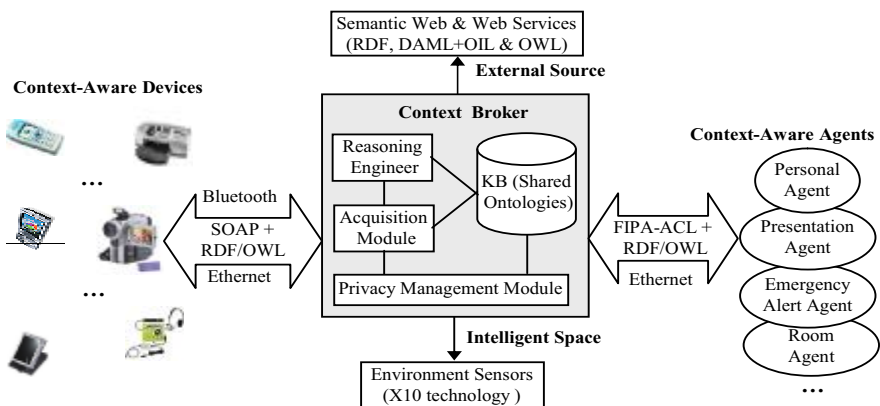 Semantic Web & Web Services
(RDF, DAML+OIL & OWL)
External Source
Context-Aware Devices
...
...
Bluetooth
SOAP +
RDF/OWL
Ethernet
Context Broker
Reasoning
Engineer
Acquisition
Module
KB (Shared
Ontologies)
Privacy Management Module
FIPA-ACL +
RDF/OWL
Ethernet
Context-Aware Agents
Personal
Agent
Presentation
Agent
Emergency
Alert Agent
Room
Agent
...
Intelligent Space
Environment Sensors
(X10 technology )